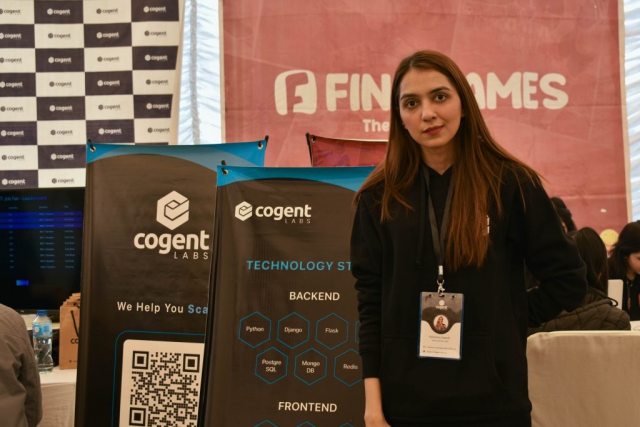 cogent
FIN
AMES
The
cogent
LABS
We Help You Sca
cogent
LABS
TECHNOLOGY ST
BACKEND
Python
Django
Flask
Postgre
SQL
Mongo
DB
Redis
FRONTEND